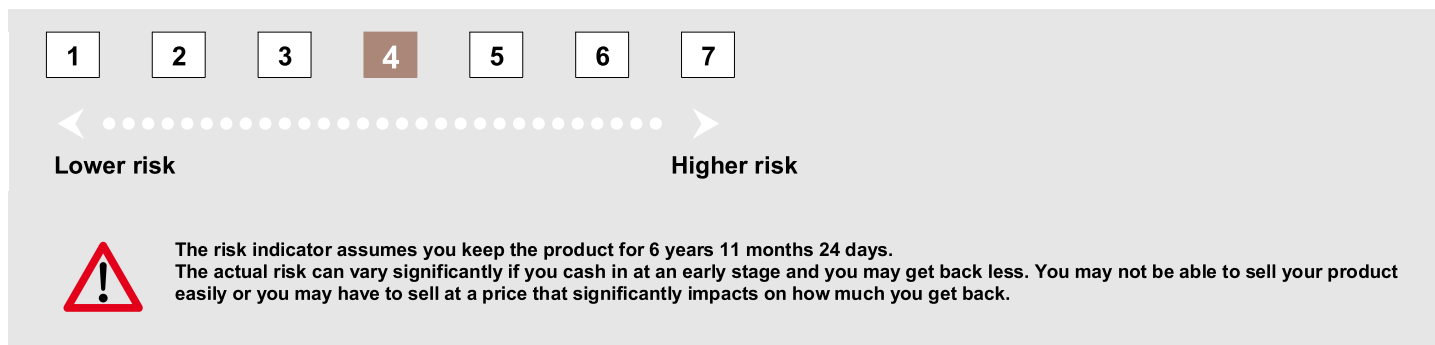 1 2 3 4 5 6 7
Lower risk Higher risk
The risk indicator assumes you keep the product for 6 years 11 months 24 days.
The actual risk can vary significantly if you cash in at an early stage and you may get back less. You may not be able to sell your product
easily or you may have to sell at a price that significantly impacts on how much you get back.